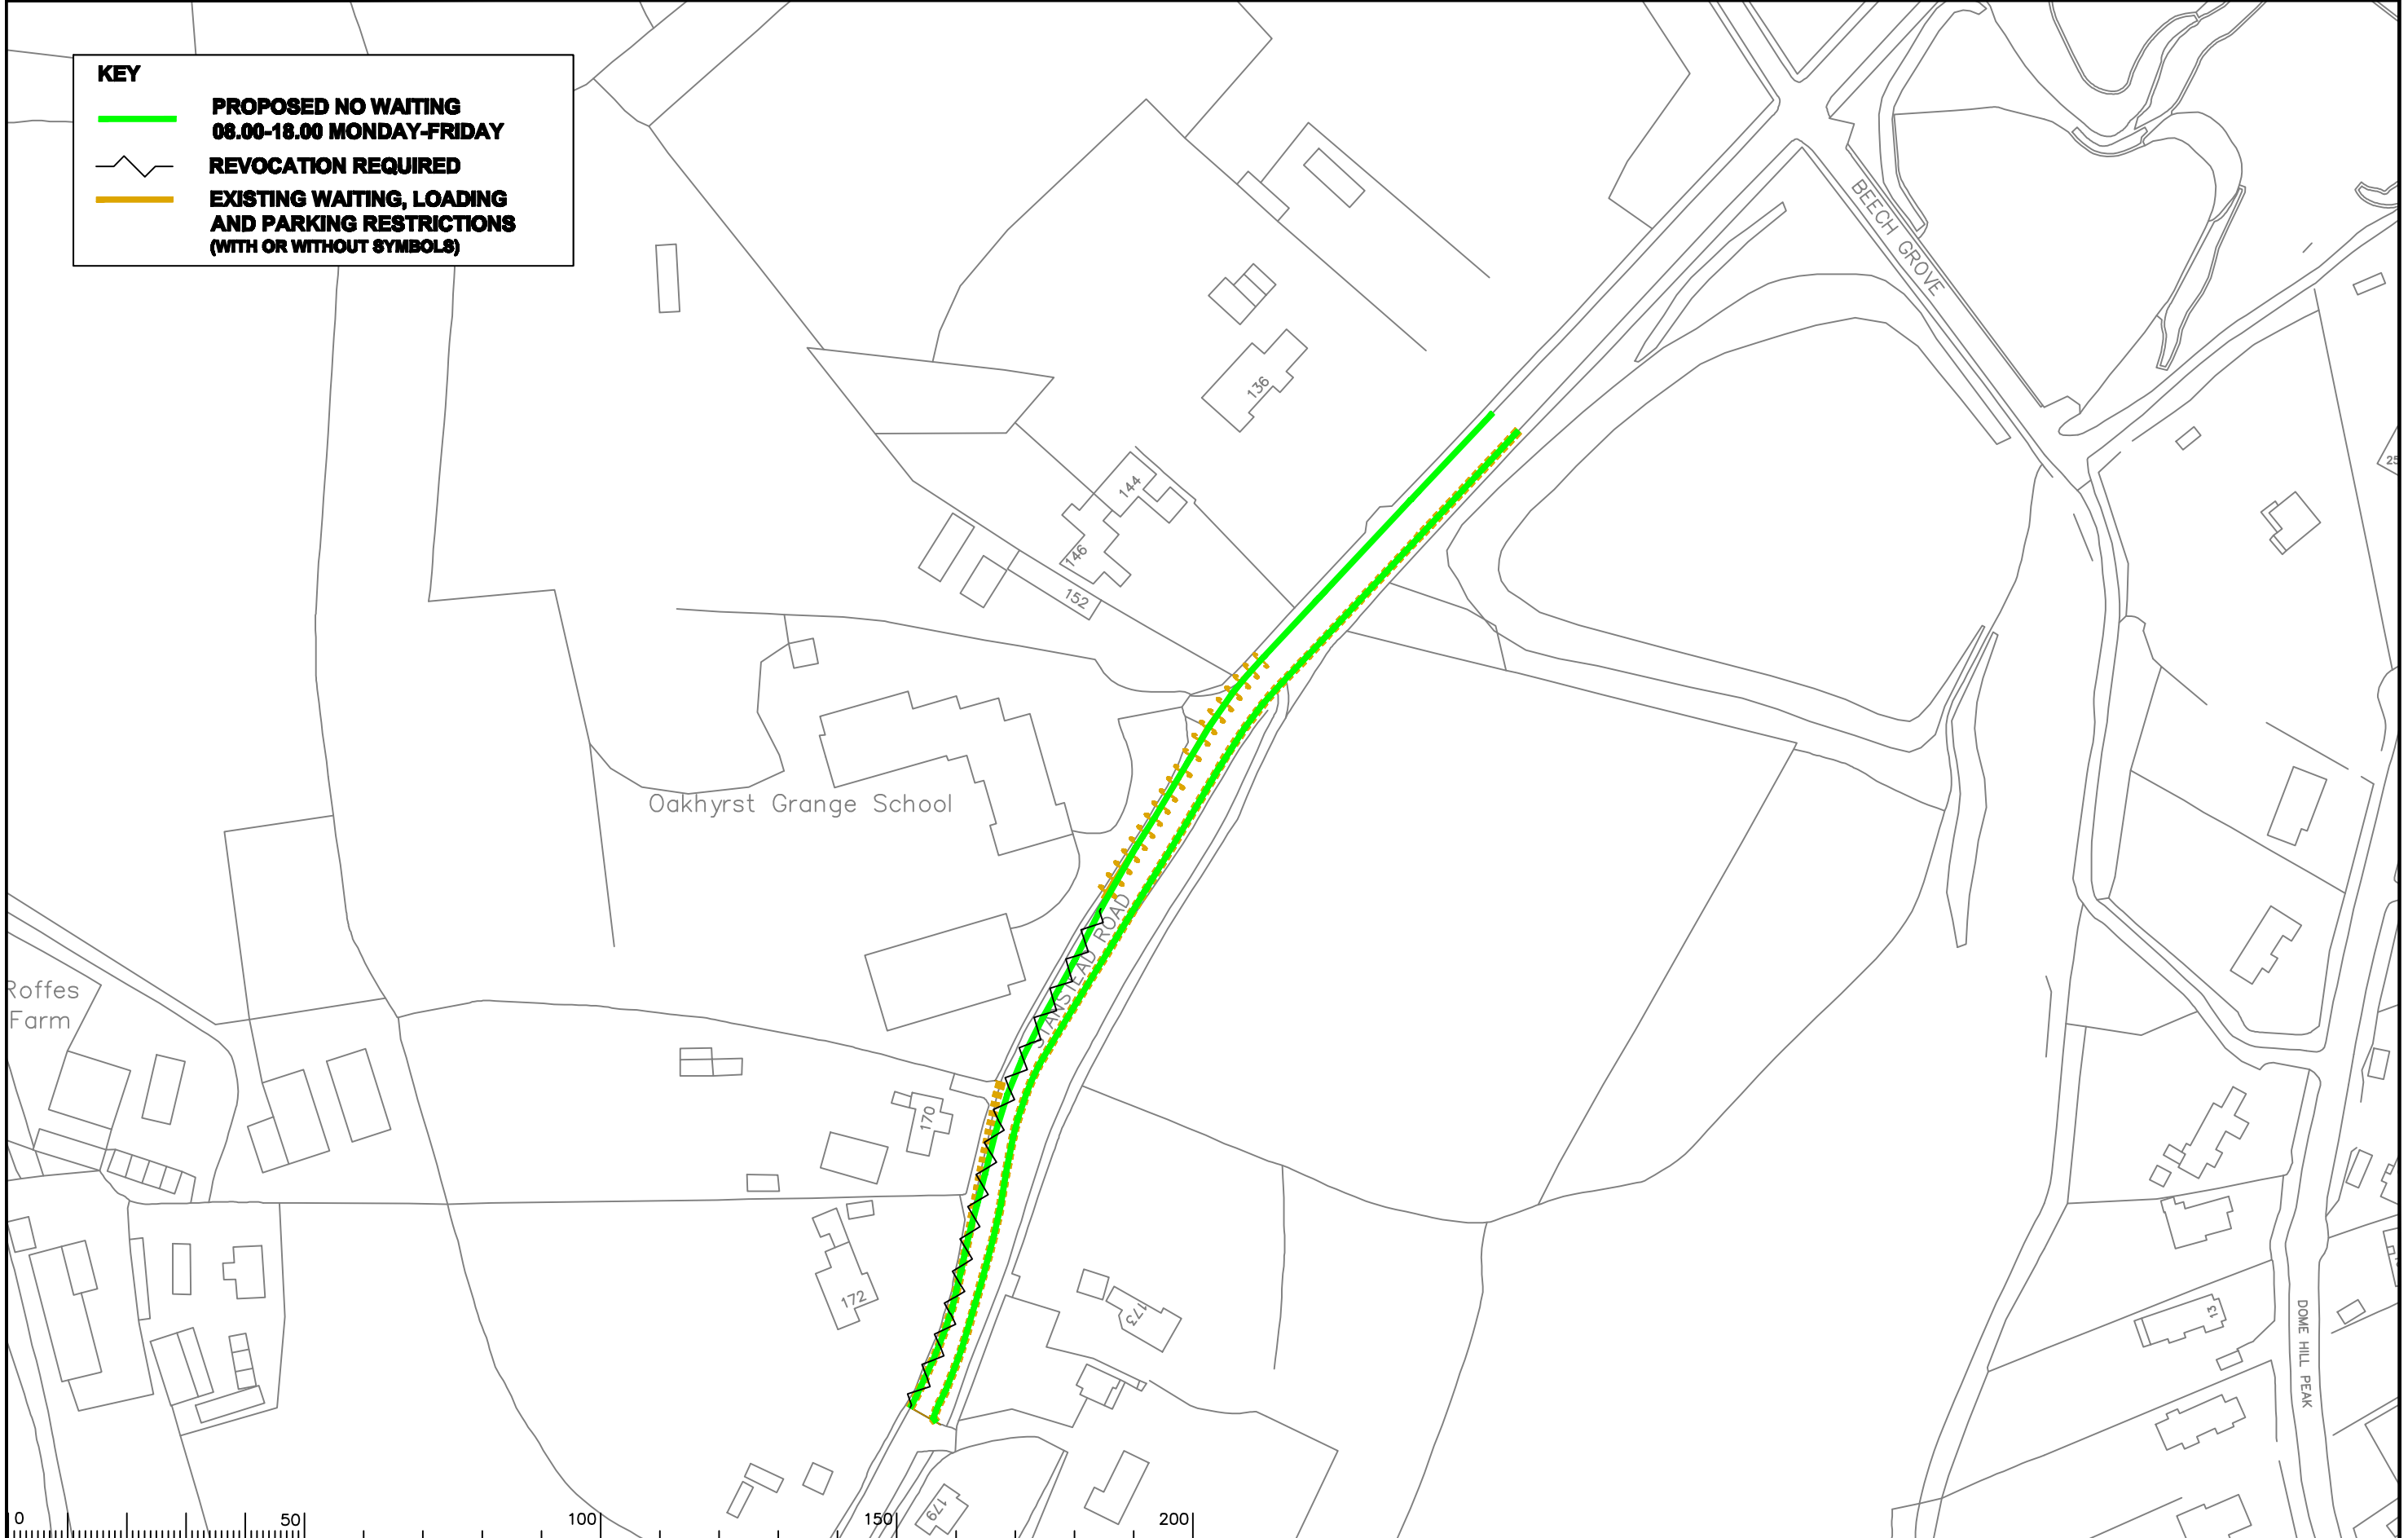 KEY
PROPOSED NO WAITING
08.00-18.00 MONDAY-FRIDAY
REVOCATION REQUIRED
EXISTING WAITING, LOADING
AND PARKING RESTRICTIONS
(WITH OR WITHOUT SYMBOLS)
BEECH GROVE
136
144
146
152
Oakhyrst Grange School
STANSTEAD ROAD
Roffes
Farm
170
172
173
179
13
DOME HILL PEAK
0
50
100
150
200